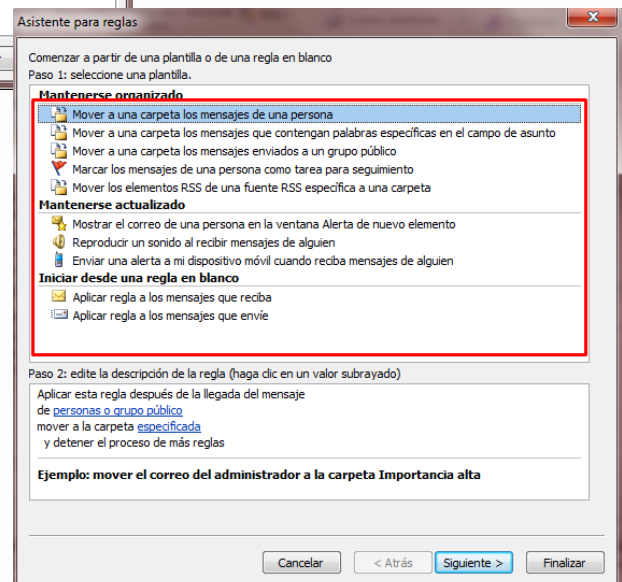 Asistente para reglas
Comenzar a partir de una plantilla o de una regla en blanco
Paso 1: seleccione una plantilla.
Mantenerse organizado
Mover a una carpeta los mensajes de una persona
Mover a una carpeta los mensajes que contengan palabras específicas en el campo de asunto
Mover a una carpeta los mensajes enviados a un grupo público
Marcar los mensajes de una persona como tarea para seguimiento
Mover los elementos RSS de una fuente RSS específica a una carpeta
Mantenerse actualizado
Mostrar el correo de una persona en la ventana Alerta de nuevo elemento
Reproducir un sonido al recibir mensajes de alguien
Enviar una alerta a mi dispositivo móvil cuando reciba mensajes de alguien
Iniciar desde una regla en blanco
Aplicar regla a los mensajes que reciba
Aplicar regla a los mensajes que envíe
Paso 2: edite la descripción de la regla (haga clic en un valor subrayado)
Aplicar esta regla después de la llegada del mensaje
de personas o grupo público
mover a la carpeta especificada
y detener el proceso de más reglas
Ejemplo: mover el correo del administrador a la carpeta Importancia alta
Cancelar < Atrás Siguiente > Finalizar